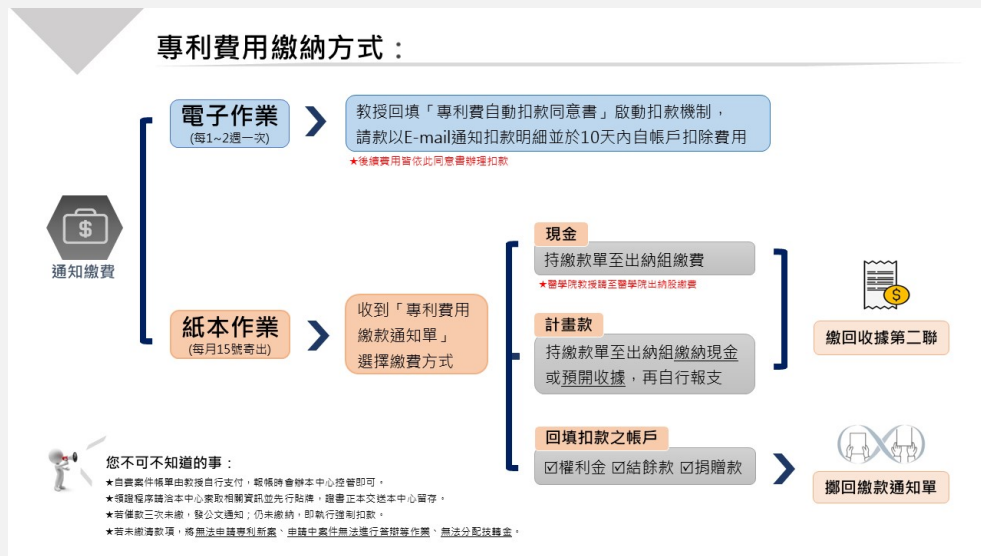 專利費用繳納方式：
電子作業
(每1~2週一次)
教授回填「專利費自動扣款同意書」啟動扣款機制，
請款以E-mail通知扣款明細並於10天內自帳戶扣除費用
★後續費用皆依此同意書辦理扣款
$
通知繳費
紙本作業
(每月15號寄出)
收到「專利費用
繳款通知單」
選擇繳費方式
現金
持繳款單至出納組繳費
★醫學院教授請至醫學院出納股繳費
計畫款
持繳款單至出納組繳納現金
或預開收據，再自行報支
$
繳回收據第二聯
回填扣款之帳戶
☑權利金 ☑結餘款 ☑捐贈款
擲回繳款通知單
您不可不知道的事：
★自費案件帳單由教授自行支付，報帳時會辦本中心控管即可。
★領證程序請洽本中心索取相關資訊並先行貼牌，證書正本交送本中心留存。
★若催款三次未繳，發公文通知；仍未繳納，即執行強制扣款。
★若未繳清款項，將無法申請專利新案、申請中案件無法進行答辯等作業、無法分配技轉金。